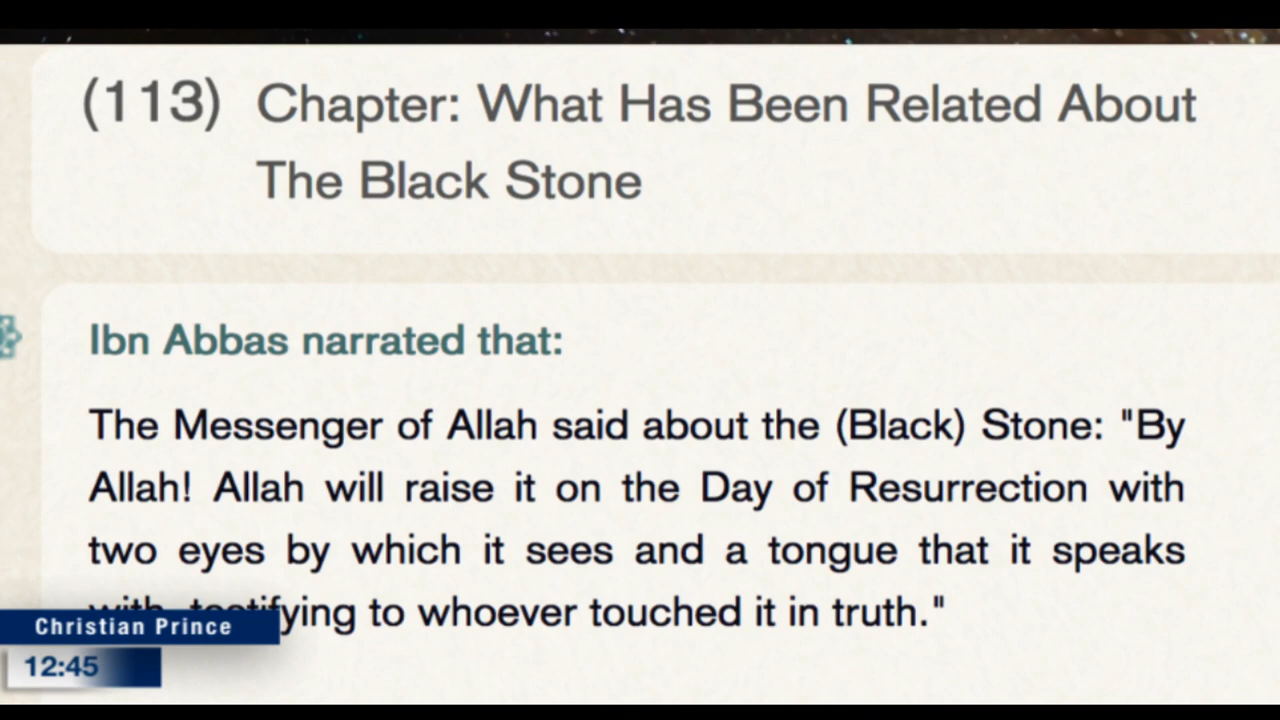 (113) Chapter: What Has Been Related About
The Black Stone
Ibn Abbas narrated that:
The Messenger of Allah said about the (Black) Stone: "By
Allah! Allah will raise it on the Day of Resurrection with
two eyes by which it sees and a tongue that it speaks
with, testifying to whoever touched it in truth."
Christian Prince
12:45